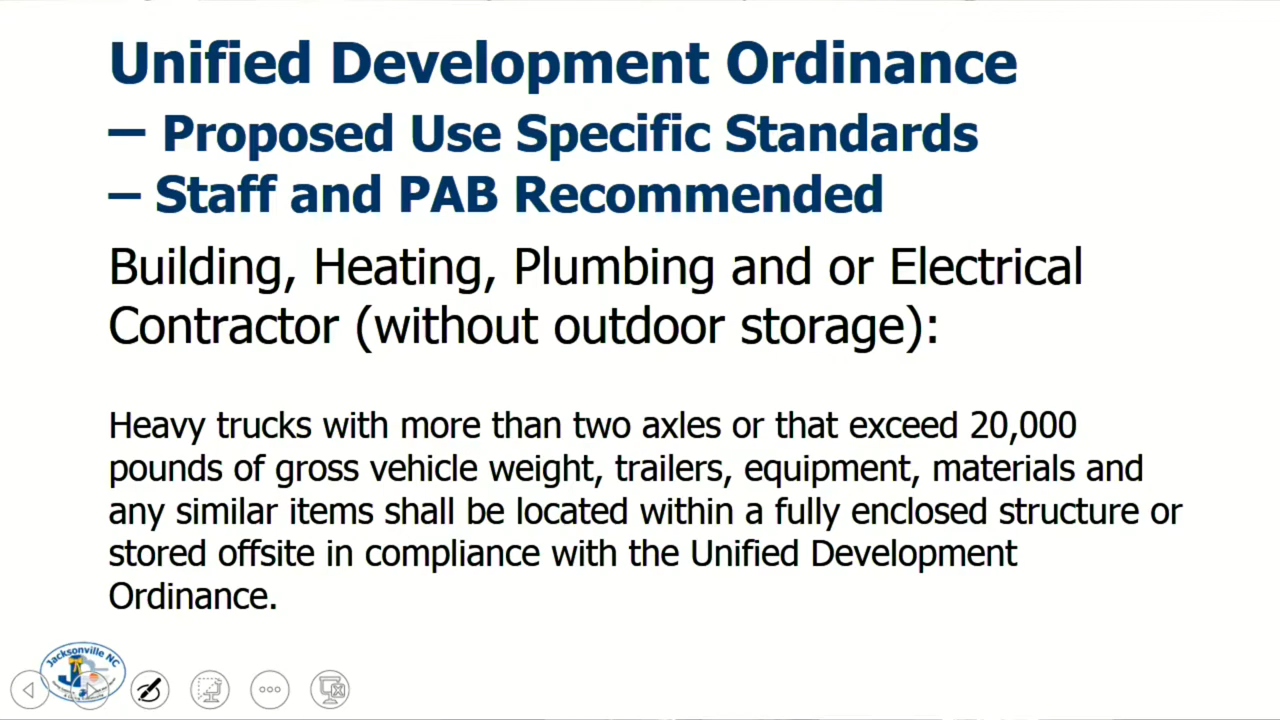 Unified Development Ordinance
– Proposed Use Specific Standards
– Staff and PAB Recommended
Building, Heating, Plumbing and or Electrical
Contractor (without outdoor storage):
Heavy trucks with more than two axles or that exceed 20,000
pounds of gross vehicle weight, trailers, equipment, materials and
any similar items shall be located within a fully enclosed structure or
stored offsite in compliance with the Unified Development
Ordinance.
Jacksonville NC